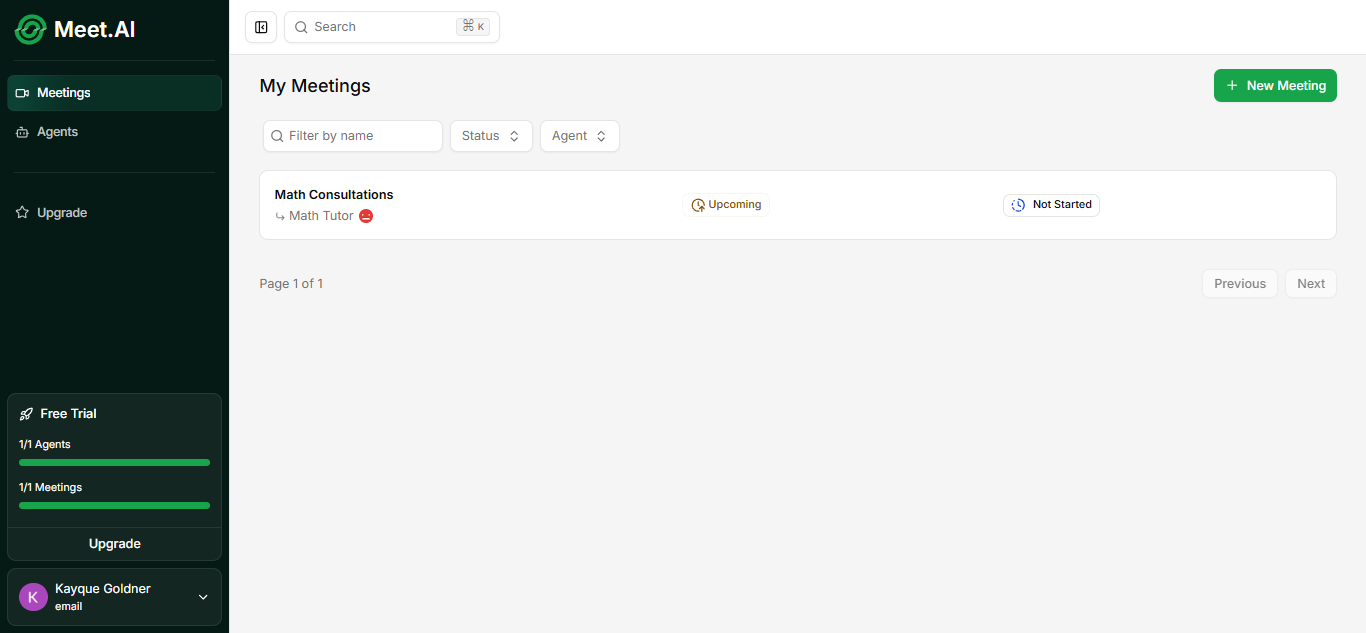 Meet.AI
Meetings
Agents
Upgrade
Free Trial
1/1 Agents
1/1 Meetings
Upgrade
K
Kayque Goldner
email
Search
⌘ K
My Meetings
New Meeting
Filter by name
Status
Agent
Math Consultations
Math Tutor
Upcoming
Not Started
Page 1 of 1
Previous
Next